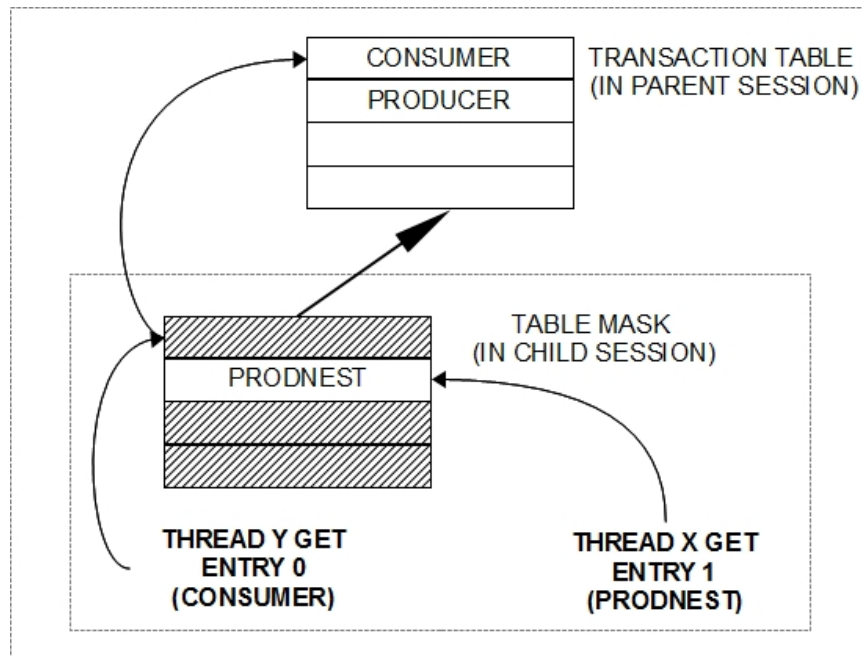 CONSUMER
PRODUCER
TRANSACTION TABLE
(IN PARENT SESSION)
TABLE MASK
(IN CHILD SESSION)
PRODNEST
THREAD Y GET
ENTRY 0
(CONSUMER)
THREAD X GET
ENTRY 1
(PRODNEST)